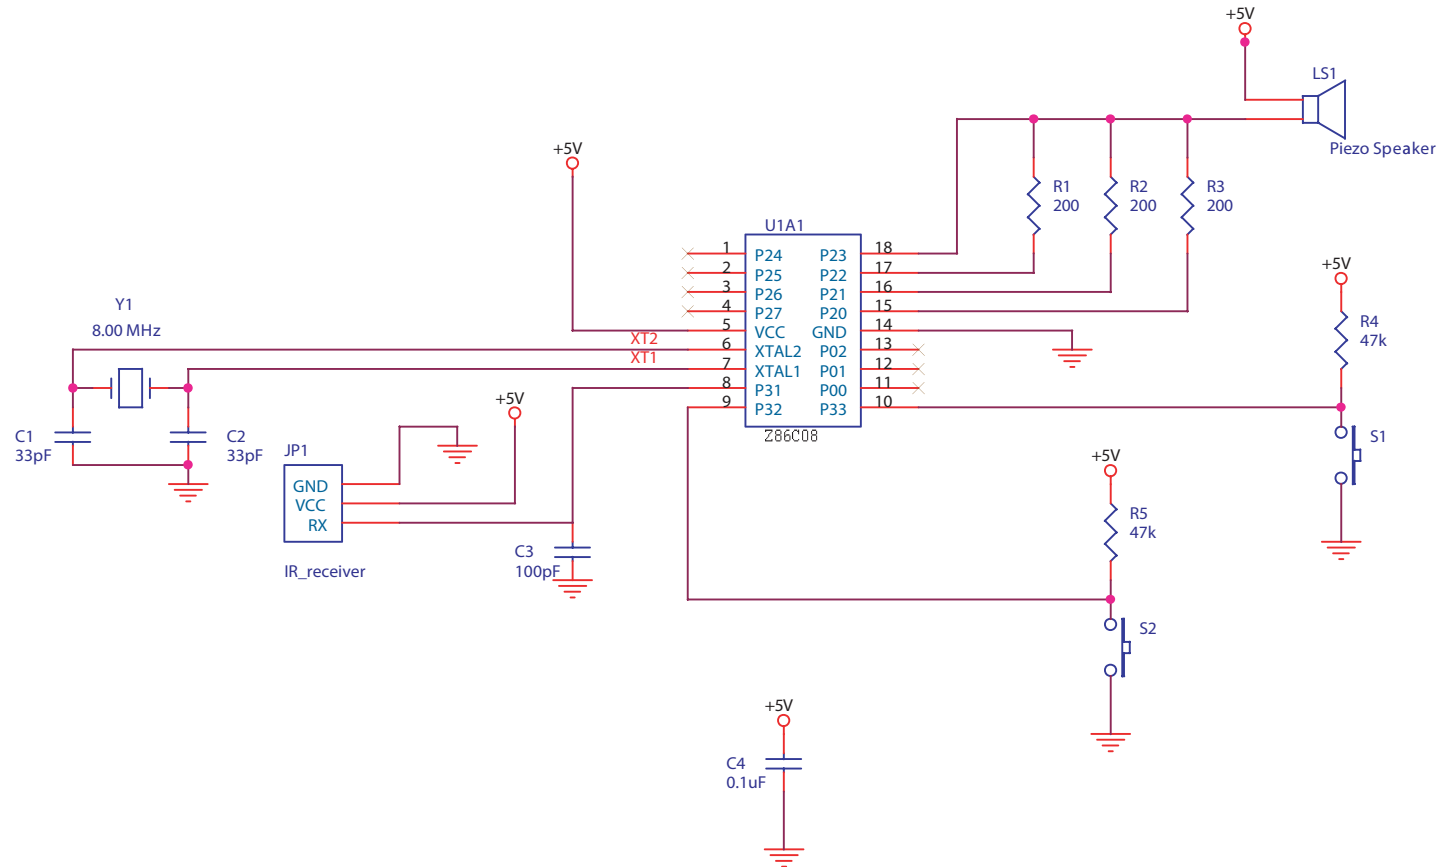 +5V
LS1
Piezo Speaker
+5V
R1
200
R2
200
R3
200
U1A1
1 P24 P23 18
2 P25 P22 17
3 P26 P21 16
4 P27 P20 15
5 VCC GND 14
XT2 6 XTAL2 P02 13
XT1 7 XTAL1 P01 12
8 P31 P00 11
9 P32 P33 10
Z86C08
+5V
R4
47k
S1
Y1
8.00 MHz
C1
33pF
C2
33pF
+5V
JP1
GND
VCC
RX
IR_receiver
C3
100pF
+5V
R5
47k
S2
+5V
C4
0.1uF